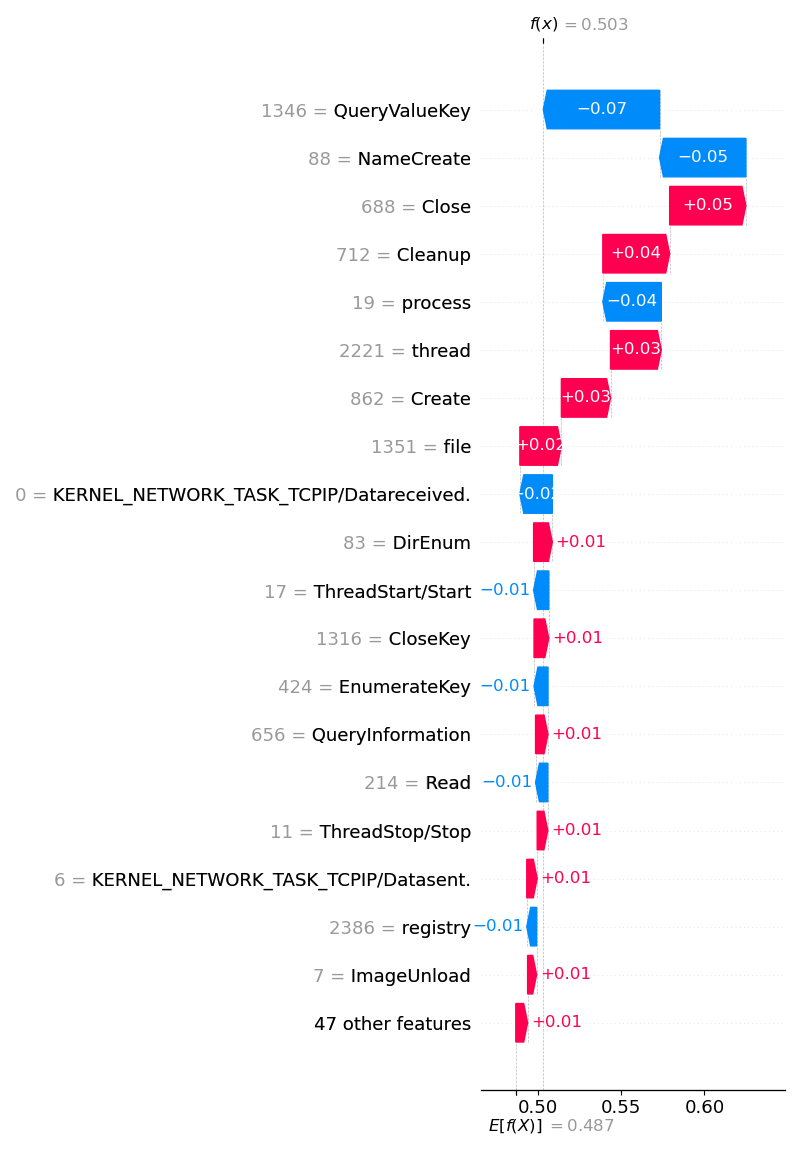 f(x) = 0.503
1346 = QueryValueKey −0.07
88 = NameCreate −0.05
688 = Close +0.05
712 = Cleanup +0.04
19 = process −0.04
2221 = thread +0.03
862 = Create +0.03
1351 = file +0.02
0 = KERNEL_NETWORK_TASK_TCPIP/Datareceived.
83 = DirEnum +0.01
17 = ThreadStart/Start −0.01
1316 = CloseKey +0.01
424 = EnumerateKey −0.01
656 = QueryInformation +0.01
214 = Read −0.01
11 = ThreadStop/Stop +0.01
6 = KERNEL_NETWORK_TASK_TCPIP/Datasent. +0.01
2386 = registry −0.01
7 = ImageUnload +0.01
47 other features +0.01
0.50 0.55 0.60
E[f(X)] = 0.487